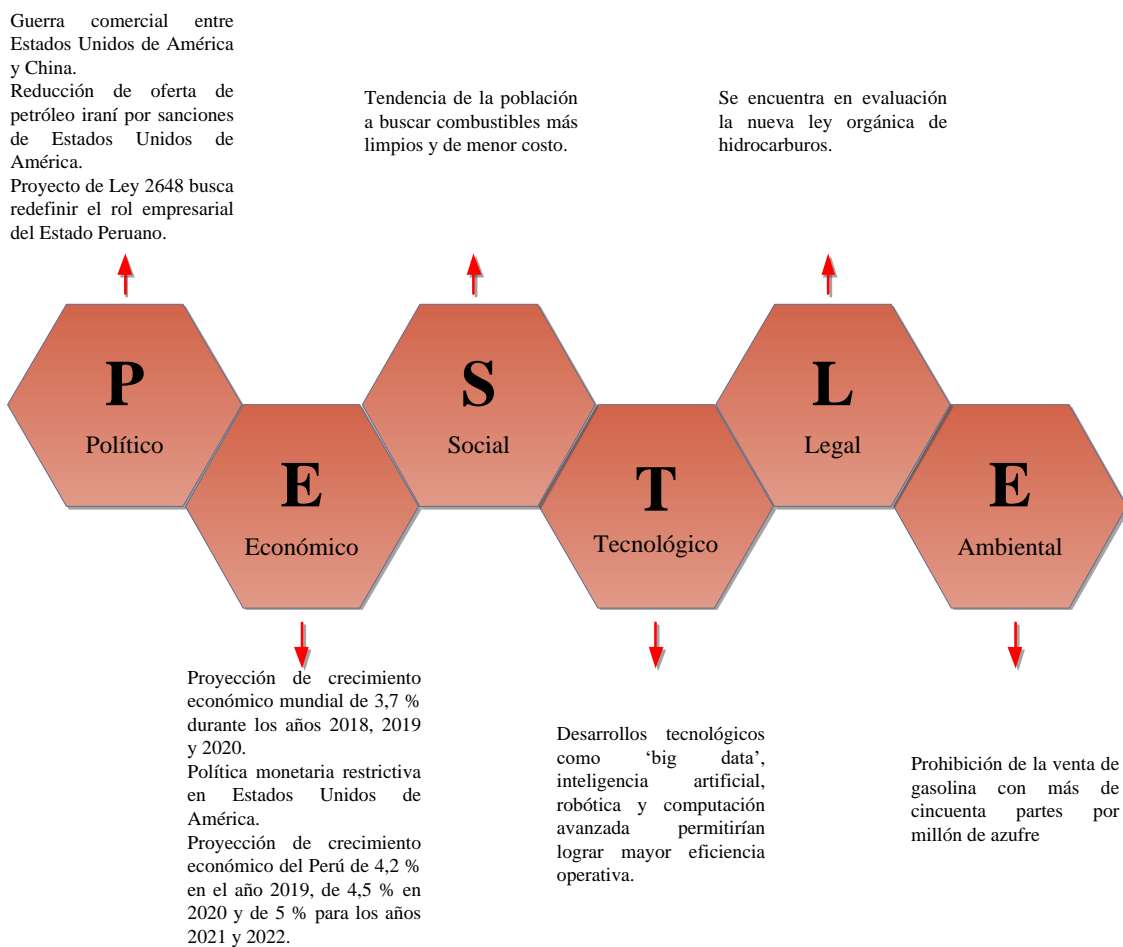 Guerra comercial entre
Estados Unidos de América
y China.
Reducción de oferta de
petróleo iraní por sanciones
de Estados Unidos de
América.
Proyecto de Ley 2648 busca
redefinir el rol empresarial
del Estado Peruano.
Tendencia de la población
a buscar combustibles más
limpios y de menor costo.
Se encuentra en evaluación
la nueva ley orgánica de
hidrocarburos.
P
Político
E
Económico
S
Social
T
Tecnológico
L
Legal
E
Ambiental
Proyección de crecimiento
económico mundial de 3,7 %
durante los años 2018, 2019
y 2020.
Política monetaria restrictiva
en Estados Unidos de
América.
Proyección de crecimiento
económico del Perú de 4,2 %
en el año 2019, de 4,5 % en
2020 y de 5 % para los años
2021 y 2022.
Desarrollos tecnológicos
como ‘big data’,
inteligencia artificial,
robótica y computación
avanzada permitirían
lograr mayor eficiencia
operativa.
Prohibición de la venta de
gasolina con más de
cincuenta partes por
millón de azufre